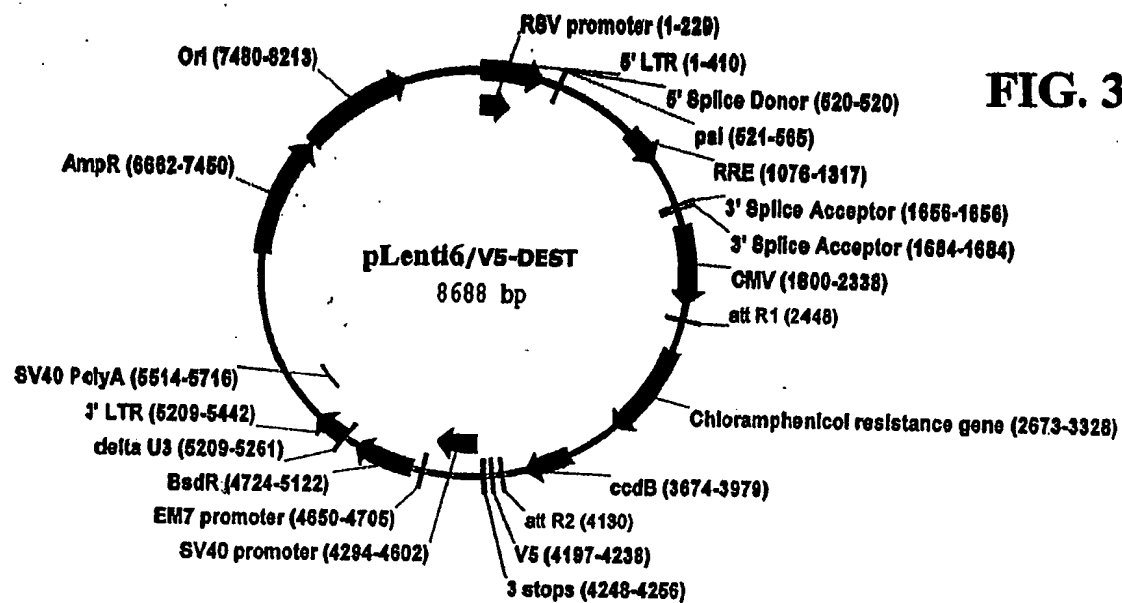 FIG. 3
RSV promoter (1-229)
5' LTR (1-410)
5' Splice Donor (520-520)
psi (521-565)
RRE (1076-1317)
3' Splice Acceptor (1656-1656)
3' Splice Acceptor (1684-1684)
CMV (1800-2338)
att R1 (2448)
Chloramphenicol resistance gene (2673-3328)
ccdB (3674-3979)
att R2 (4130)
V5 (4197-4238)
3 stops (4248-4256)
SV40 promoter (4294-4602)
EM7 promoter (4650-4705)
BsdR (4724-5122)
delta U3 (5209-5261)
3' LTR (5209-5442)
SV40 PolyA (5514-5716)
AmpR (6662-7450)
Ori (7480-8213)
pLenti6/V5-DEST
8688 bp